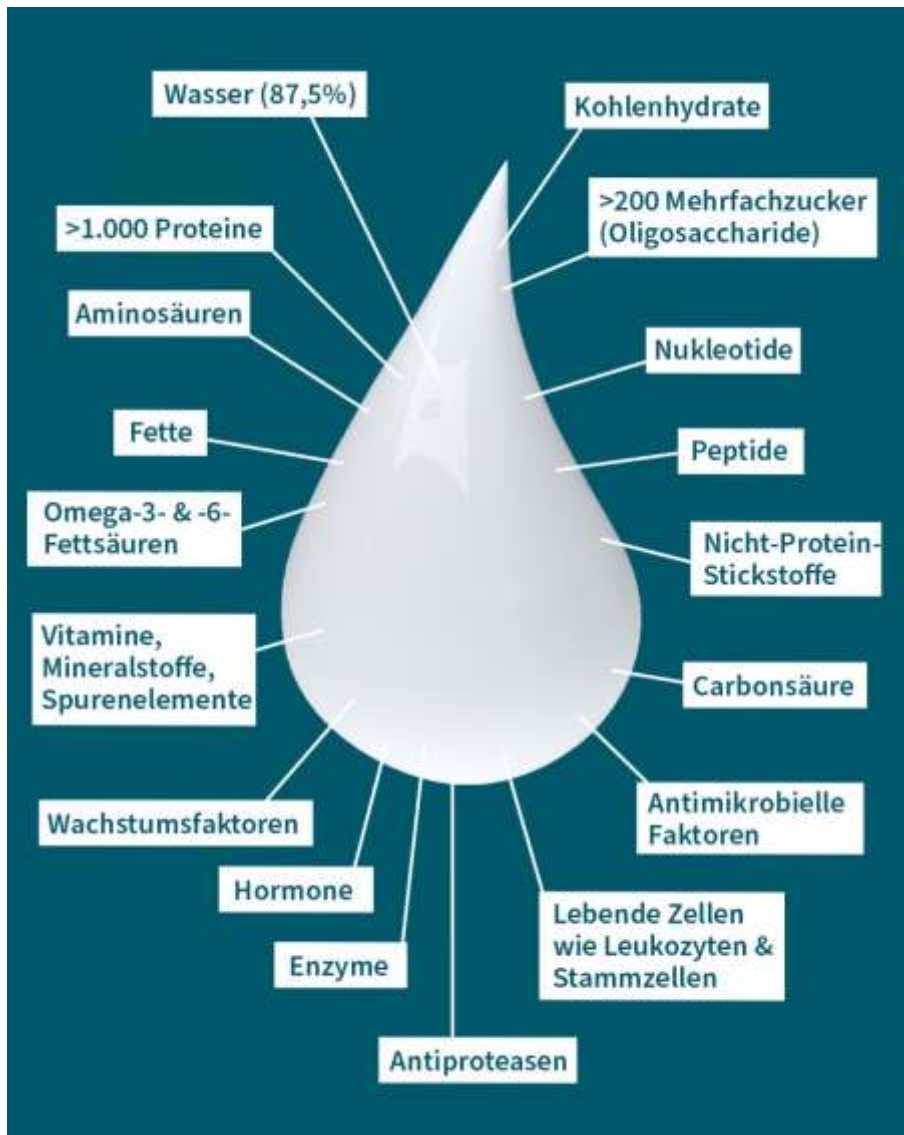 Wasser (87,5%)
Kohlenhydrate
>200 Mehrfachzucker
(Oligosaccharide)
>1.000 Proteine
Aminosäuren
Nukleotide
Fette
Peptide
Omega-3- & -6-
Fettsäuren
Nicht-Protein-
Stickstoffe
Vitamine,
Mineralstoffe,
Spurenelemente
Carbonsäure
Wachstumsfaktoren
Antimikrobielle
Faktoren
Hormone
Lebende Zellen
wie Leukozyten &
Stammzellen
Enzyme
Antiproteasen